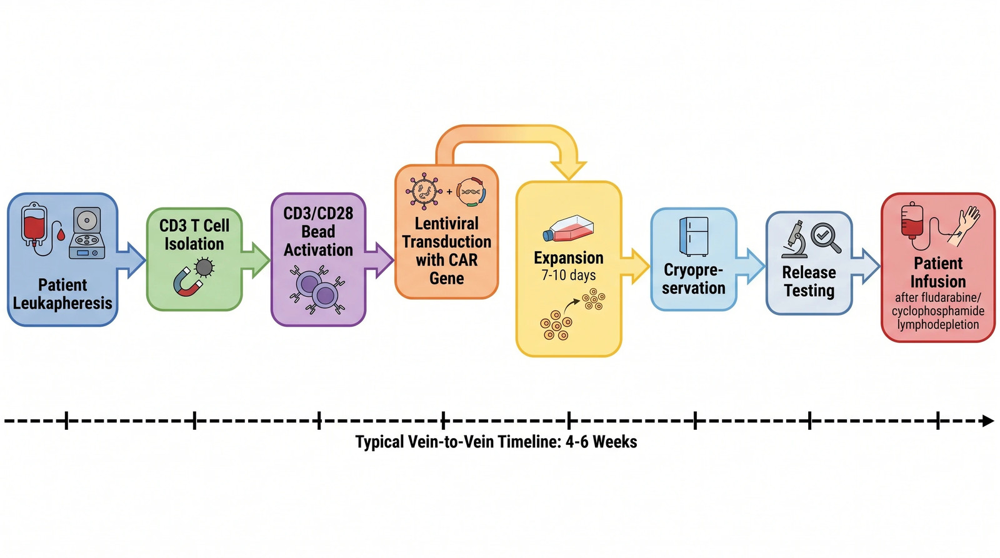 Patient
Leukapheresis
CD3 T Cell
Isolation
CD3/CD28
Bead
Activation
+
Lentiviral
Transduction
with CAR
Gene
Expansion
7-10 days
Cryopre-
servation
Release
Testing
Patient
Infusion
after fludarabine/
cyclophosphamide
lymphodepletion
Typical Vein-to-Vein Timeline: 4-6 Weeks